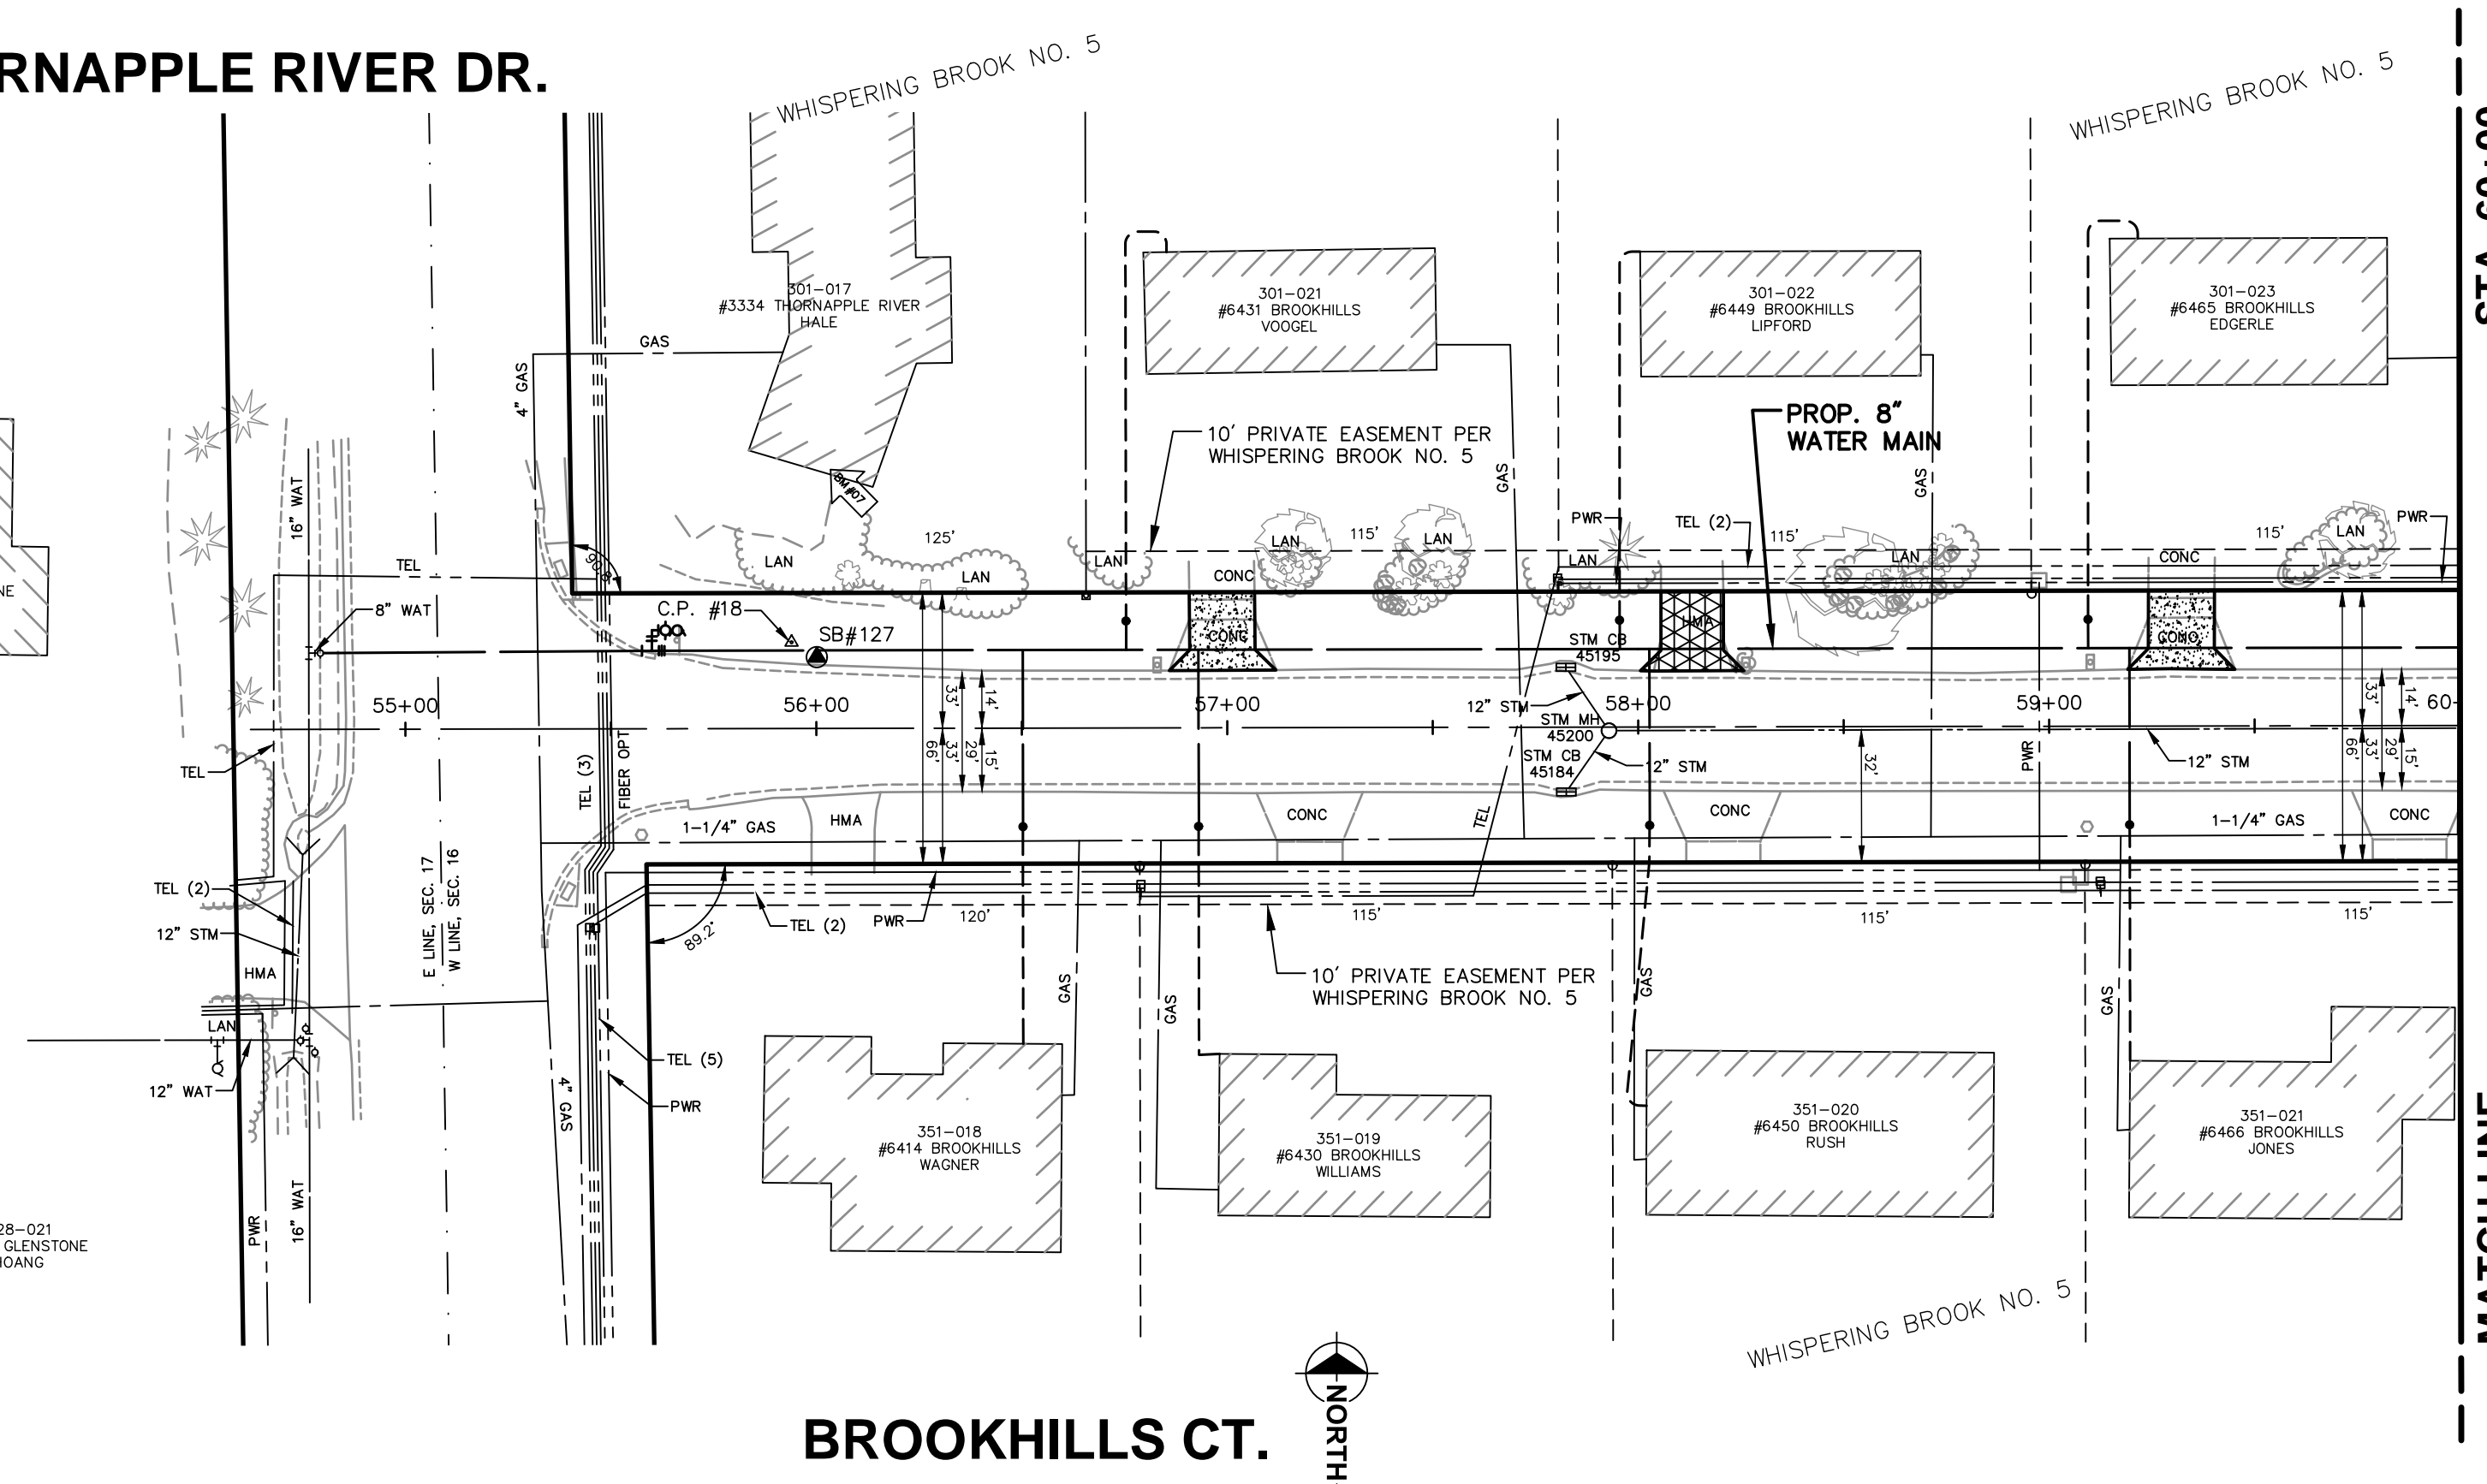 RNAPPLE RIVER DR.
WHISPERING BROOK NO. 5
WHISPERING BROOK NO. 5
301-017
#3334 THORNAPPLE RIVER
HALE
301-021
#6431 BROOKHILLS
VOOGEL
301-022
#6449 BROOKHILLS
LIPFORD
301-023
#6465 BROOKHILLS
EDGERLE
GAS
4" GAS
10' PRIVATE EASEMENT PER
WHISPERING BROOK NO. 5
PROP. 8"
WATER MAIN
GAS
GAS
BM#07
16" WAT
TEL
8" WAT
90.8°
LAN
125'
LAN
LAN
LAN
115'
LAN
PWR
TEL (2)
115'
LAN
LAN
CONC
CONC
115'
LAN
PWR
C.P. #18
SB#127
CONC
STM CB
45195
HMA
CONC
55+00
56+00
57+00
58+00
59+00
60+
12" STM
STM MH
45200
STM CB
45184
12" STM
12" STM
33'
14'
66'
33'
29'
15'
32'
PWR
33'
14'
66'
33'
29'
15'
TEL
TEL (3)
FIBER OPT
1-1/4" GAS
HMA
CONC
TEL
CONC
1-1/4" GAS
CONC
E LINE, SEC. 17
W LINE, SEC. 16
TEL (2)
12" STM
HMA
LAN
12" WAT
89.2°
TEL (2)
PWR
120'
115'
115'
115'
10' PRIVATE EASEMENT PER
WHISPERING BROOK NO. 5
GAS
GAS
GAS
GAS
TEL (5)
PWR
4" GAS
PWR
16" WAT
351-018
#6414 BROOKHILLS
WAGNER
351-019
#6430 BROOKHILLS
WILLIAMS
351-020
#6450 BROOKHILLS
RUSH
351-021
#6466 BROOKHILLS
JONES
28-021
GLENSTONE
HOANG
NE
WHISPERING BROOK NO. 5
BROOKHILLS CT.
NORTH
MATCH LINE
STA 60+00